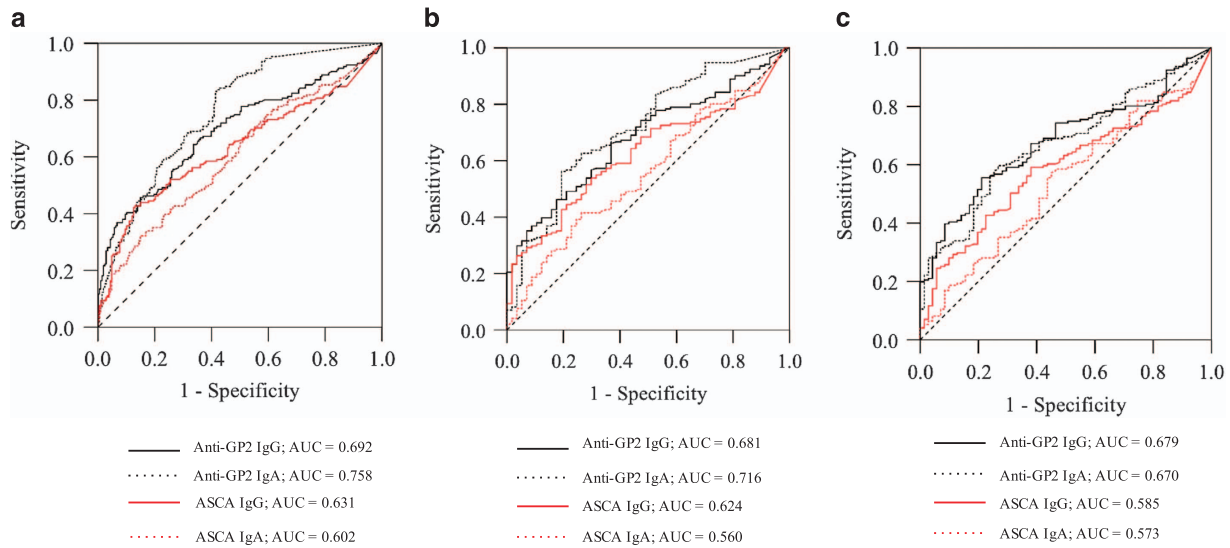 a
1.0
0.8
0.6
0.4
0.2
0.0
Sensitivity
0.0 0.2 0.4 0.6 0.8 1.0
1 - Specificity
Anti-GP2 IgG; AUC = 0.692
Anti-GP2 IgA; AUC = 0.758
ASCA IgG; AUC = 0.631
ASCA IgA; AUC = 0.602
b
1.0
0.8
0.6
0.4
0.2
0.0
Sensitivity
0.0 0.2 0.4 0.6 0.8 1.0
1 - Specificity
Anti-GP2 IgG; AUC = 0.681
Anti-GP2 IgA; AUC = 0.716
ASCA IgG; AUC = 0.624
ASCA IgA; AUC = 0.560
c
1.0
0.8
0.6
0.4
0.2
0.0
Sensitivity
0.0 0.2 0.4 0.6 0.8 1.0
1 - Specificity
Anti-GP2 IgG; AUC = 0.679
Anti-GP2 IgA; AUC = 0.670
ASCA IgG; AUC = 0.585
ASCA IgA; AUC = 0.573